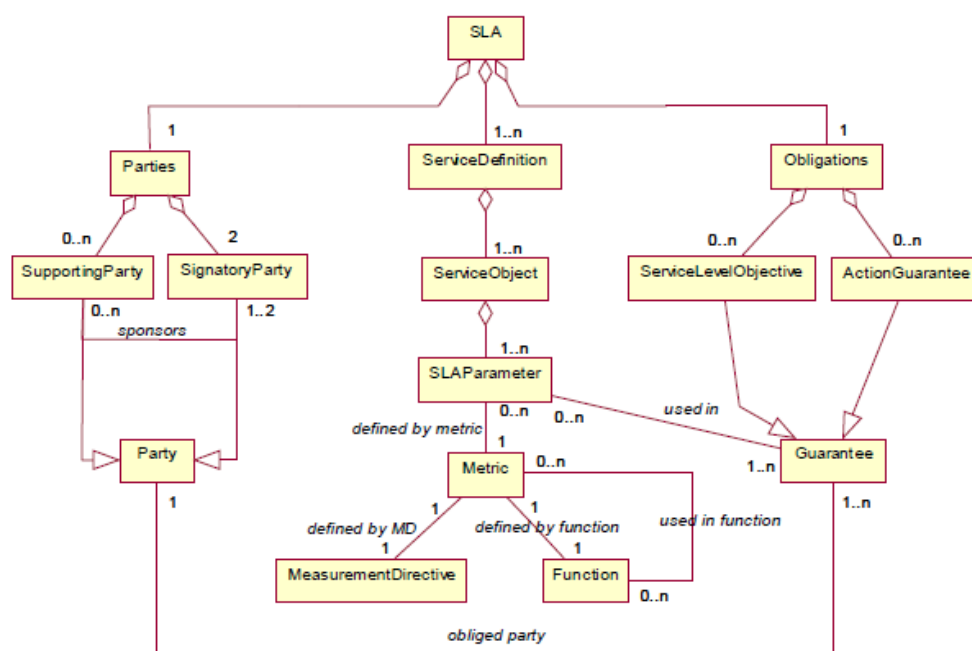 SLA
1
1..n
1
Parties
ServiceDefinition
Obligations
0..n
2
1..n
0..n
0..n
SupportingParty
SignatoryParty
ServiceObject
ServiceLevelObjective
ActionGuarantee
0..n
1..2
sponsors
1..n
SLAParameter
0..n
0..n
used in
defined by metric
1
Party
Metric
0..n
Guarantee
1..n
1
1
1
1..n
defined by MD
defined by function
used in function
1
1
MeasurementDirective
Function
0..n
obliged party